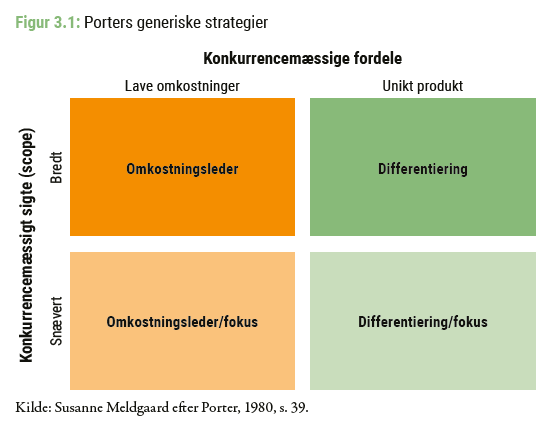 Figur 3.1: Porters generiske strategier
Konkurrencemæssige fordele
Lave omkostninger
Unikt produkt
Konkurrencemæssigt sigte (scope)
Bredt
Omkostningsleder
Differentiering
Snævert
Omkostningsleder/fokus
Differentiering/fokus
Kilde: Susanne Meldgaard efter Porter, 1980, s. 39.